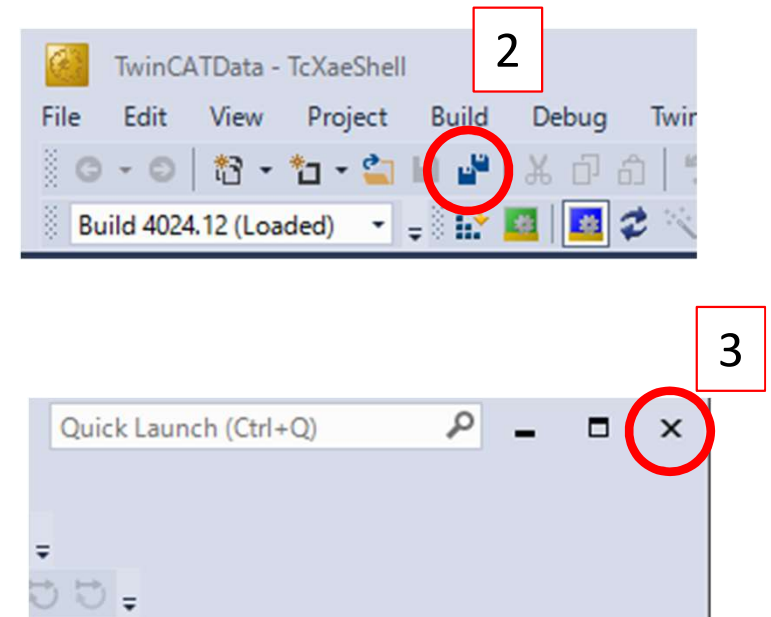 2
TwinCATData - TcXaeShell
File Edit View Project Build Debug Twin
Build 4024.12 (Loaded)
3
Quick Launch (Ctrl+Q)